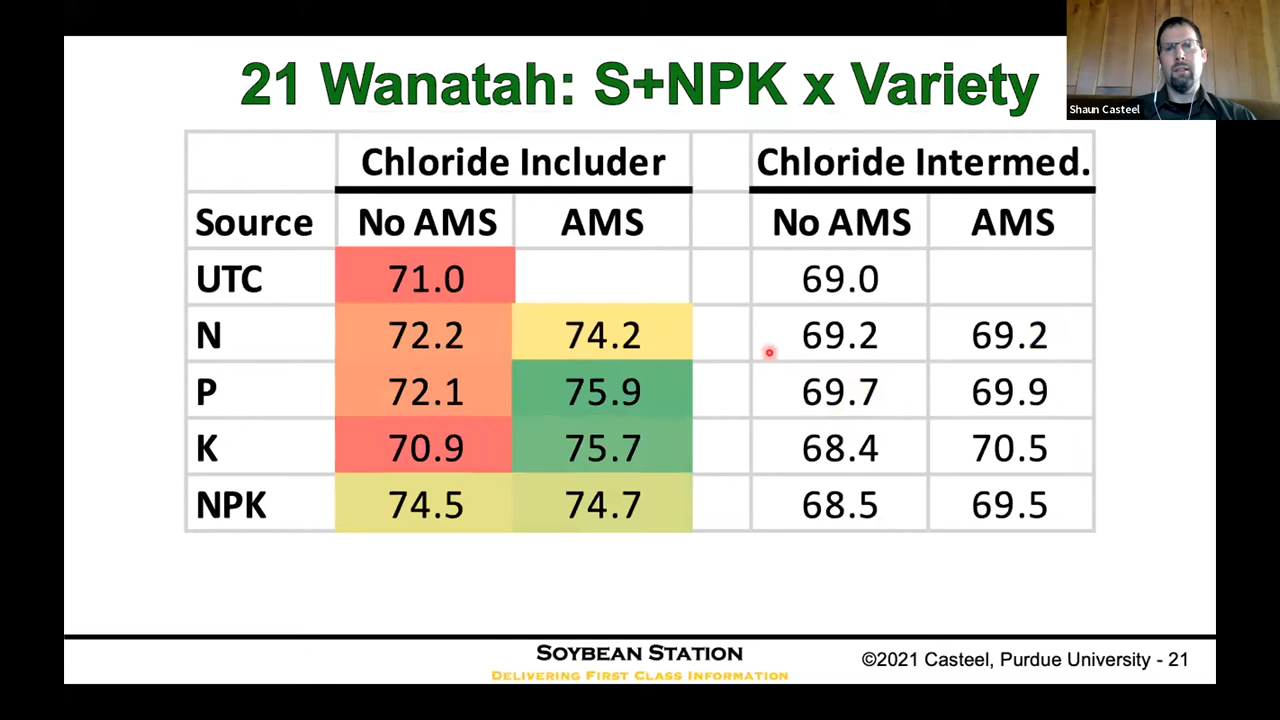 21 Wanatah: S+NPK x Variety
Shaun Casteel
Chloride Includer Chloride Intermed.
Source No AMS AMS No AMS AMS
UTC 71.0 69.0
N 72.2 74.2 69.2 69.2
P 72.1 75.9 69.7 69.9
K 70.9 75.7 68.4 70.5
NPK 74.5 74.7 68.5 69.5
SOYBEAN STATION
DELIVERING FIRST CLASS INFORMATION
©2021 Casteel, Purdue University - 21